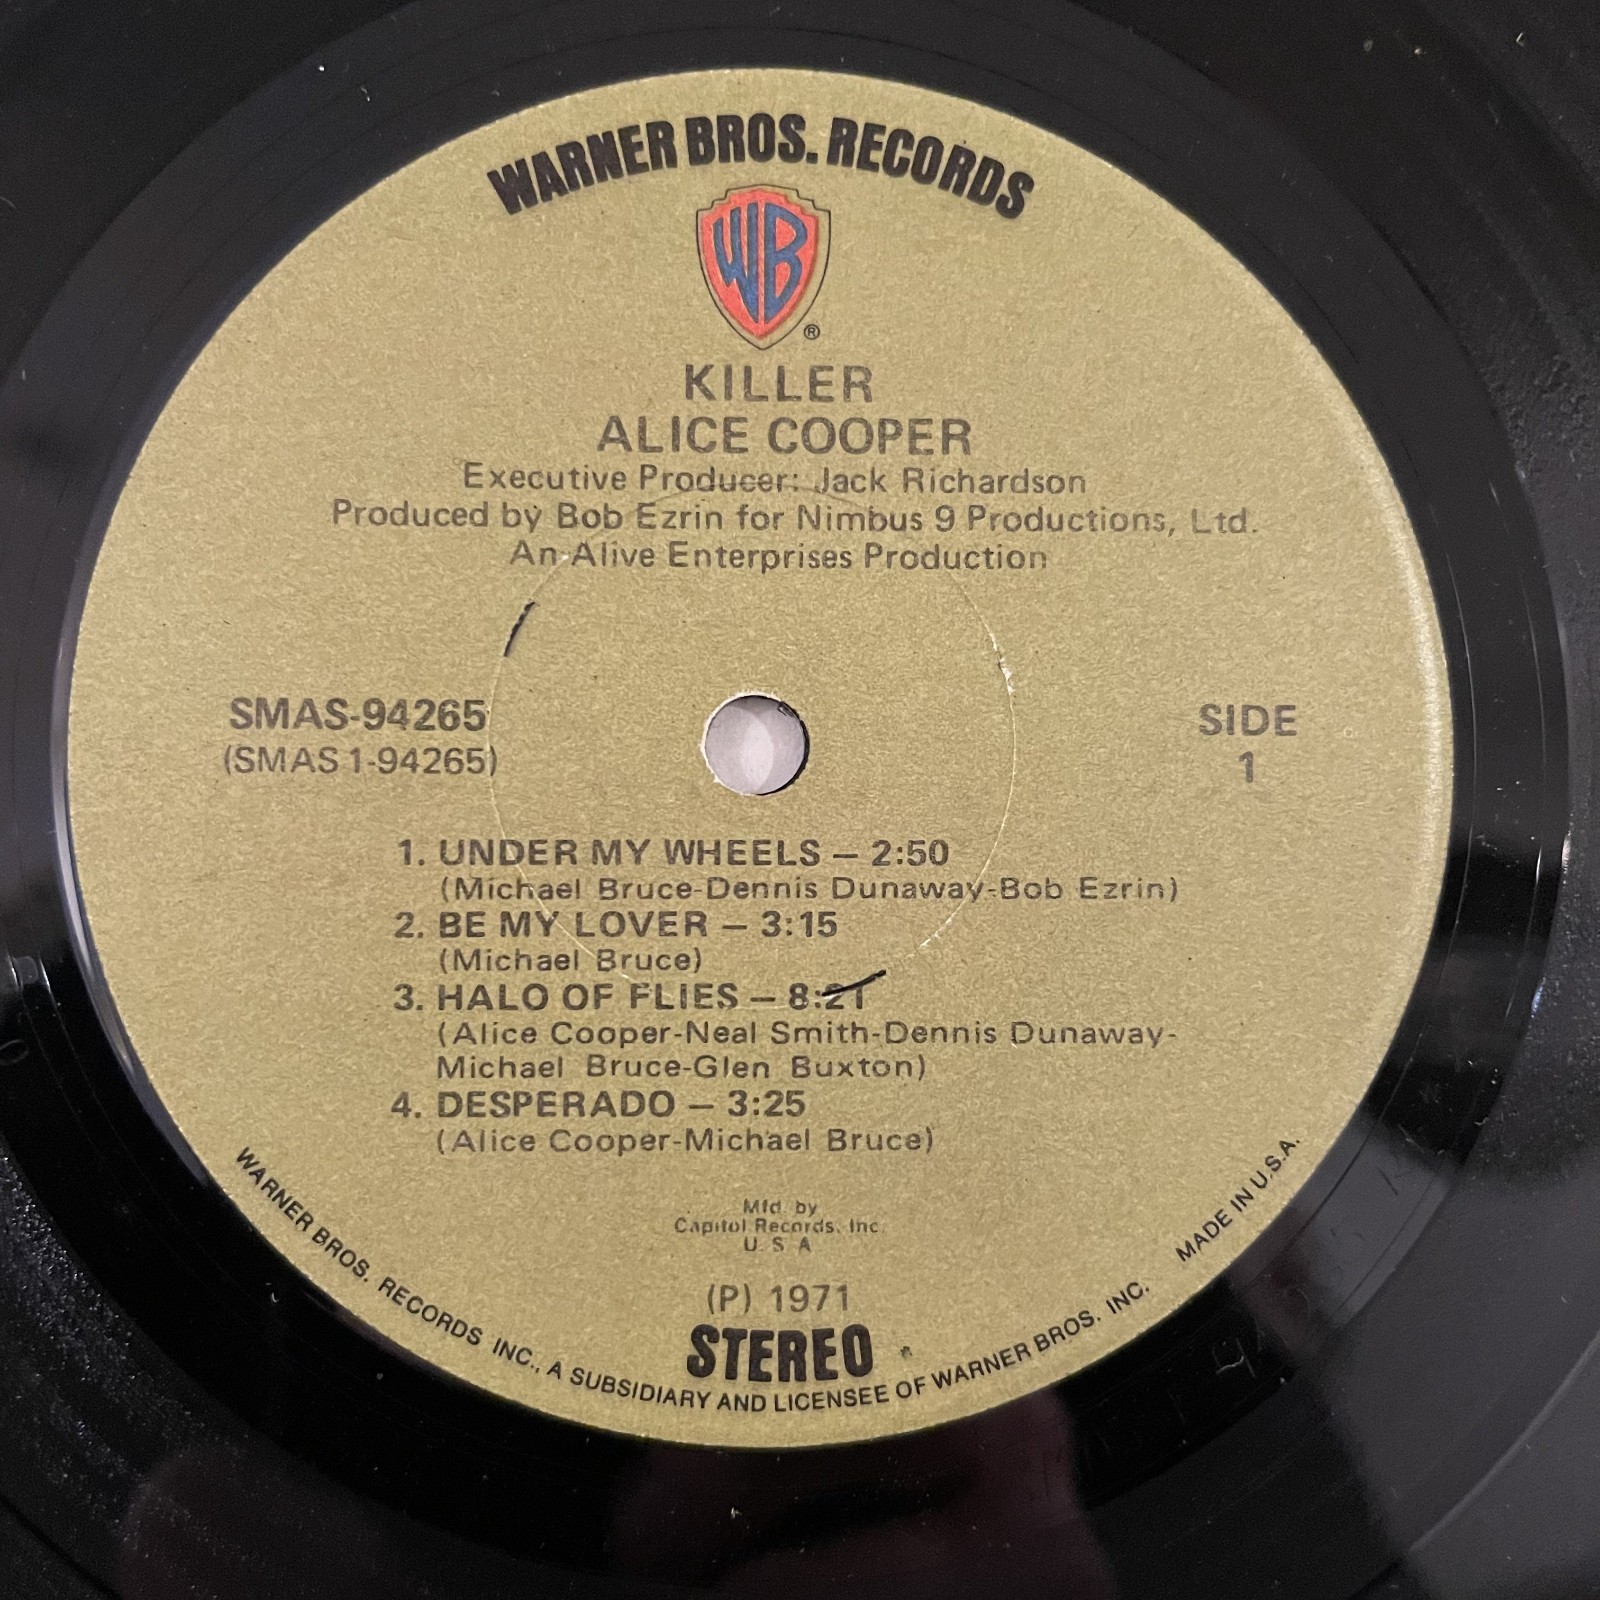 WARNER BROS. RECORDS
WB
®
KILLER
ALICE COOPER
Executive Producer: Jack Richardson
Produced by Bob Ezrin for Nimbus 9 Productions, Ltd.
An Alive Enterprises Production
SMAS-94265
(SMAS 1-94265)
SIDE
1
1. UNDER MY WHEELS – 2:50
(Michael Bruce-Dennis Dunaway-Bob Ezrin)
2. BE MY LOVER – 3:15
(Michael Bruce)
3. HALO OF FLIES – 8:21
(Alice Cooper-Neal Smith-Dennis Dunaway-
Michael Bruce-Glen Buxton)
4. DESPERADO – 3:25
(Alice Cooper-Michael Bruce)
Mfd. by
Capitol Records, Inc.
U. S. A.
(P) 1971
STEREO
WARNER BROS. RECORDS INC., A SUBSIDIARY AND LICENSEE OF WARNER BROS. INC. MADE IN U.S.A.